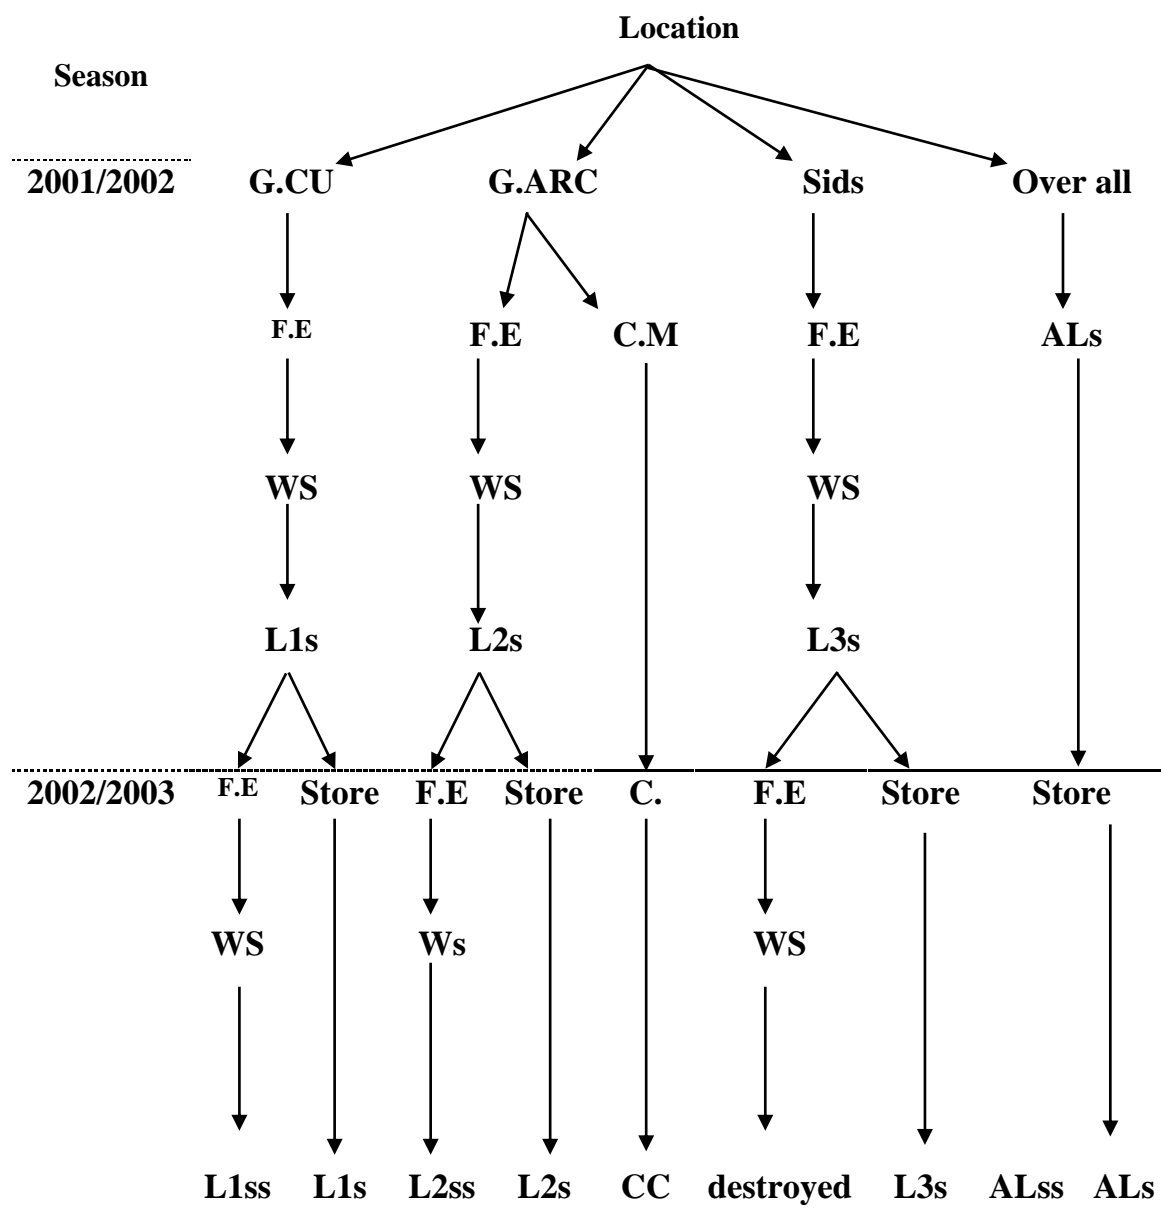 Location
Season
2001/2002 G.CU G.ARC Sids Over all
F.E F.E C.M F.E ALs
WS WS WS
L1s L2s L3s
2002/2003 F.E Store F.E Store C. F.E Store Store
WS Ws WS
L1ss L1s L2ss L2s CC destroyed L3s ALss ALs